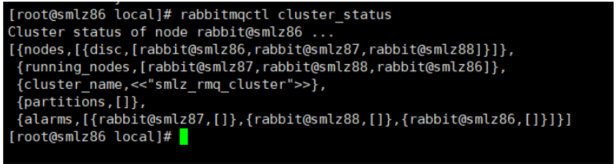 [root@smlz86 local]# rabbitmqctl cluster_status
Cluster status of node rabbit@smlz86 ...
[{nodes,[{disc,[rabbit@smlz86,rabbit@smlz87,rabbit@smlz88]}]},
{running_nodes,[rabbit@smlz87,rabbit@smlz88,rabbit@smlz86]},
{cluster_name,<<"smlz_rmq_cluster">>},
{partitions,[]},
{alarms,[{rabbit@smlz87,[]},{rabbit@smlz88,[]},{rabbit@smlz86,[]}]}]
[root@smlz86 local]#